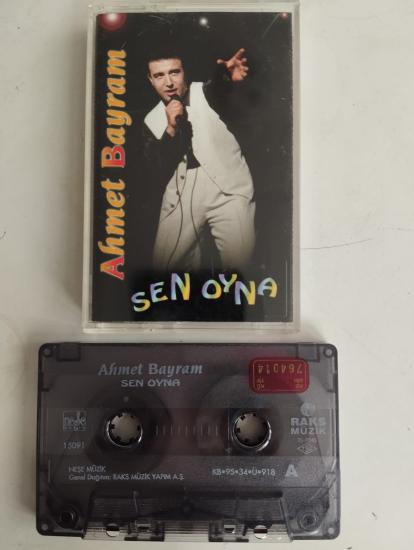 Ahmet Bayram
SEN OYNA
Ahmet Bayram
SEN OYNA
764014
RAKS
MÜZİK
15091
NEŞE MÜZİK
Genel Dağıtım: RAKS MÜZİK YAPIM A.Ş.
KB•95•34•Ü•918
A